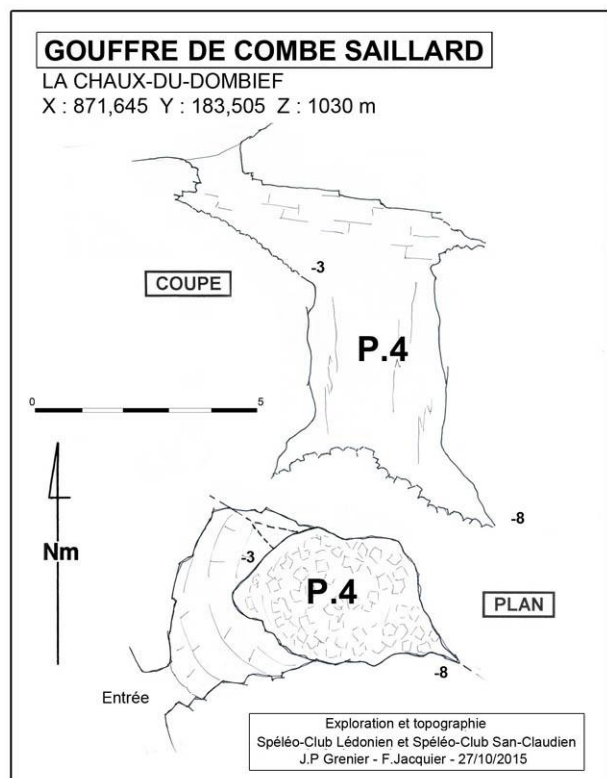 GOUFFRE DE COMBE SAILLARD
LA CHAUX-DU-DOMBIEF
X : 871,645 Y : 183,505 Z : 1030 m
-3
COUPE
P.4
0 5
-8
Nm
-3
P.4
PLAN
-8
Entrée
Exploration et topographie
Spéléo-Club Lédonien et Spéléo-Club San-Claudien
J.P Grenier - F.Jacquier - 27/10/2015